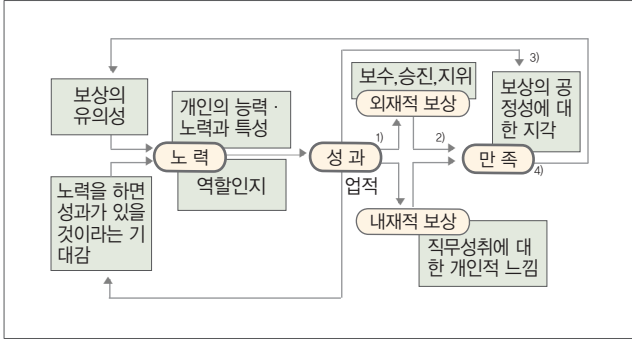 보상의
유의성
노력을 하면
성과가 있을
것이라는 기
대감
노 력
개인의 능력 ·
노력과 특성
역할인지
성 과
업적
1)
보수,승진,지위
외재적 보상
2)
내재적 보상
직무성취에 대
한 개인적 느낌
3)
보상의 공
정성에 대
한 지각
만 족
4)